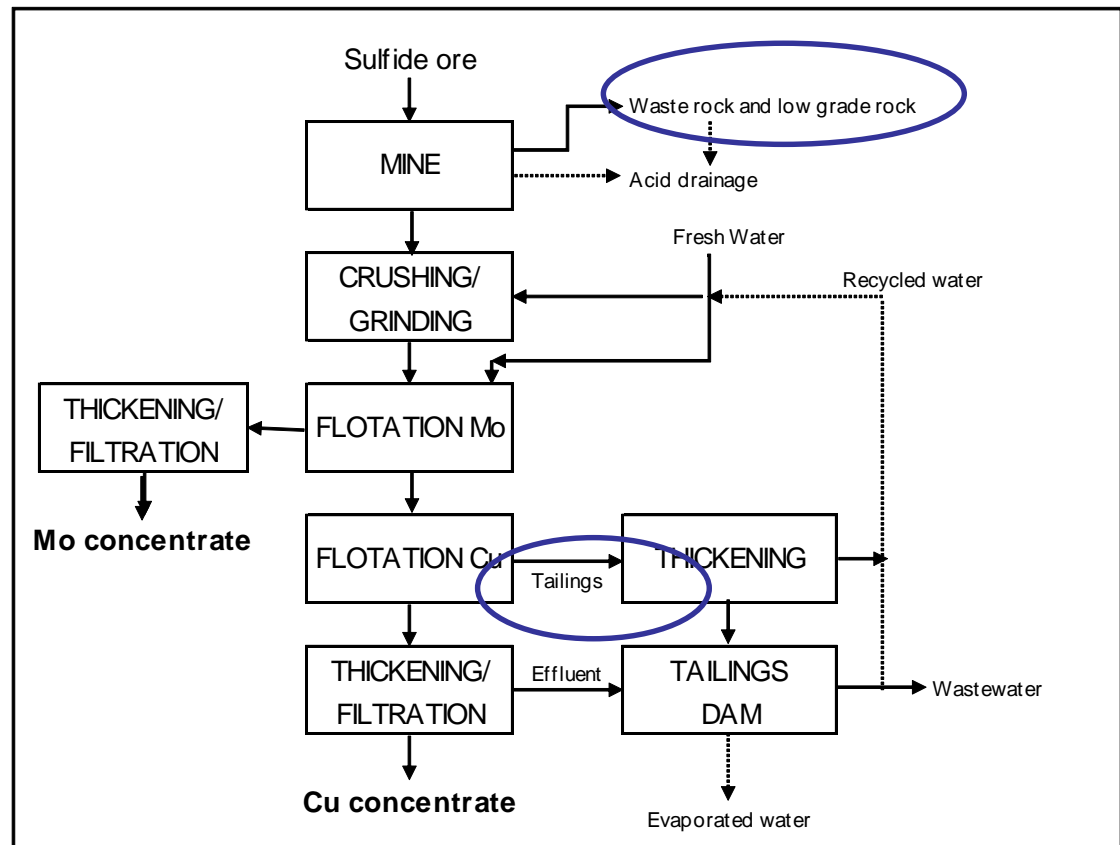 Sulfide ore
Waste rock and low grade rock
MINE
Acid drainage
Fresh Water
CRUSHING/
GRINDING
Recycled water
THICKENING/
FILTRATION
FLOTATION Mo
Mo concentrate
FLOTATION Cu
Tailings
THICKENING
THICKENING/
FILTRATION
Effluent
TAILINGS
DAM
Wastewater
Cu concentrate
Evaporated water